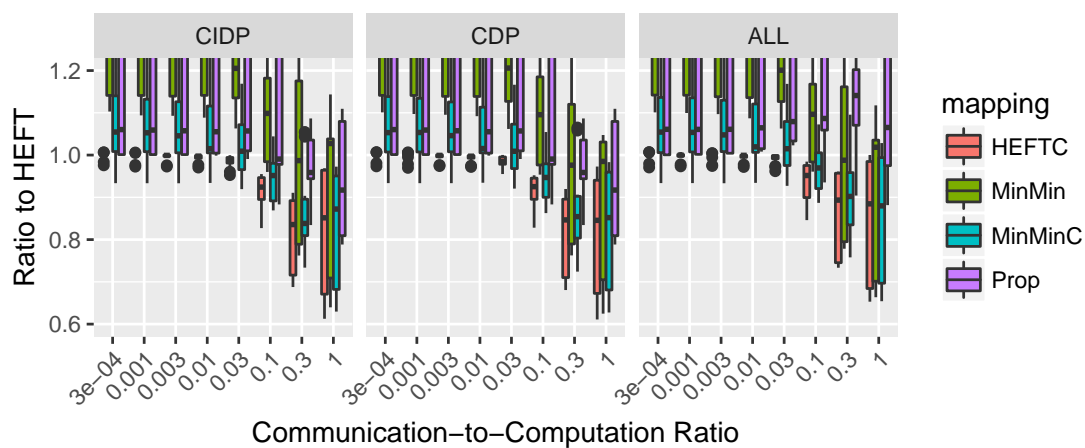 CIDP CDP ALL
Ratio to HEFT
1.2
1.0
0.8
0.6
3e−04 0.001 0.003 0.01 0.03 0.1 0.3 1
3e−04 0.001 0.003 0.01 0.03 0.1 0.3 1
3e−04 0.001 0.003 0.01 0.03 0.1 0.3 1
Communication−to−Computation Ratio
mapping
HEFTC
MinMin
MinMinC
Prop